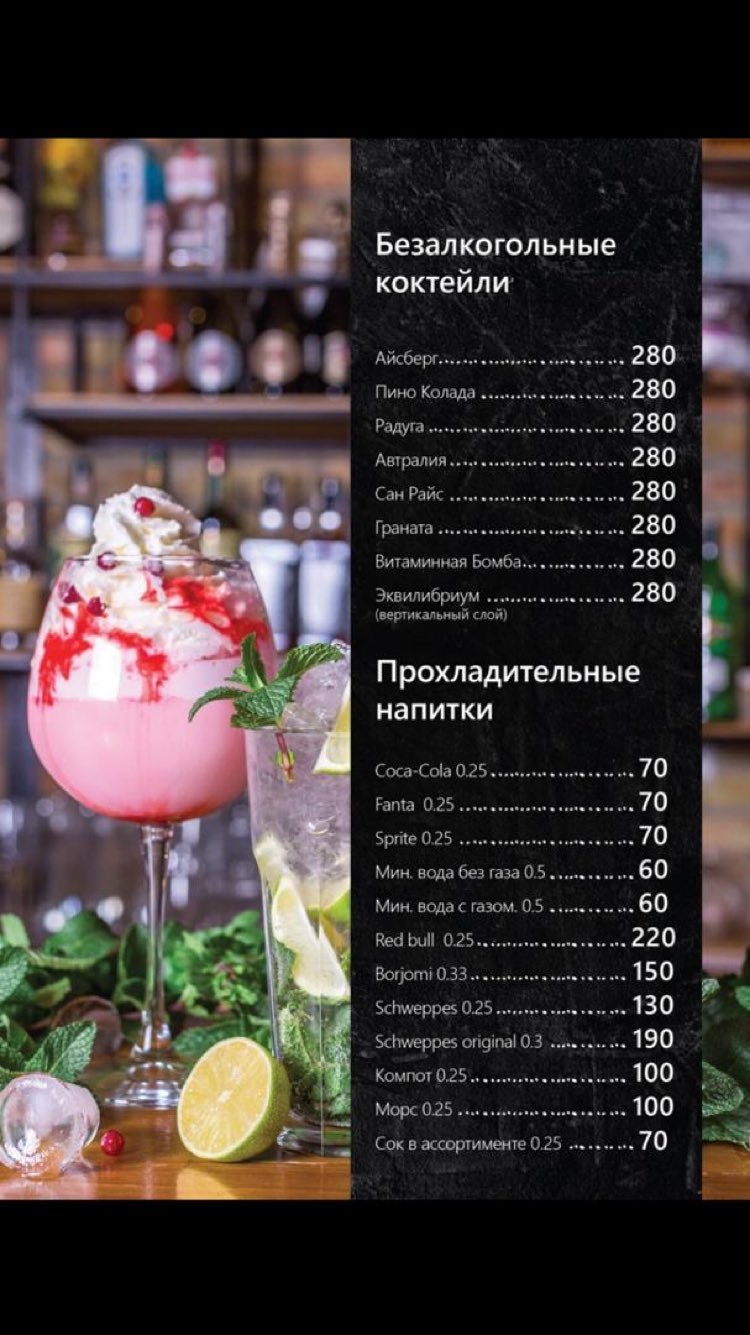 Безалкогольные
коктейли
Айсберг 280
Пино Колада 280
Радуга 280
Автралия 280
Сан Райс 280
Граната 280
Витаминная Бомба 280
Эквилибриум 280
(вертикальный слой)
Прохладительные
напитки
Coca-Cola 0.25 70
Fanta 0.25 70
Sprite 0.25 70
Мин. вода без газа 0.5 60
Мин. вода с газом. 0.5 60
Red bull 0.25 220
Borjomi 0.33 150
Schweppes 0.25 130
Schweppes original 0.3 190
Компот 0.25 100
Морс 0.25 100
Сок в ассортименте 0.25 70